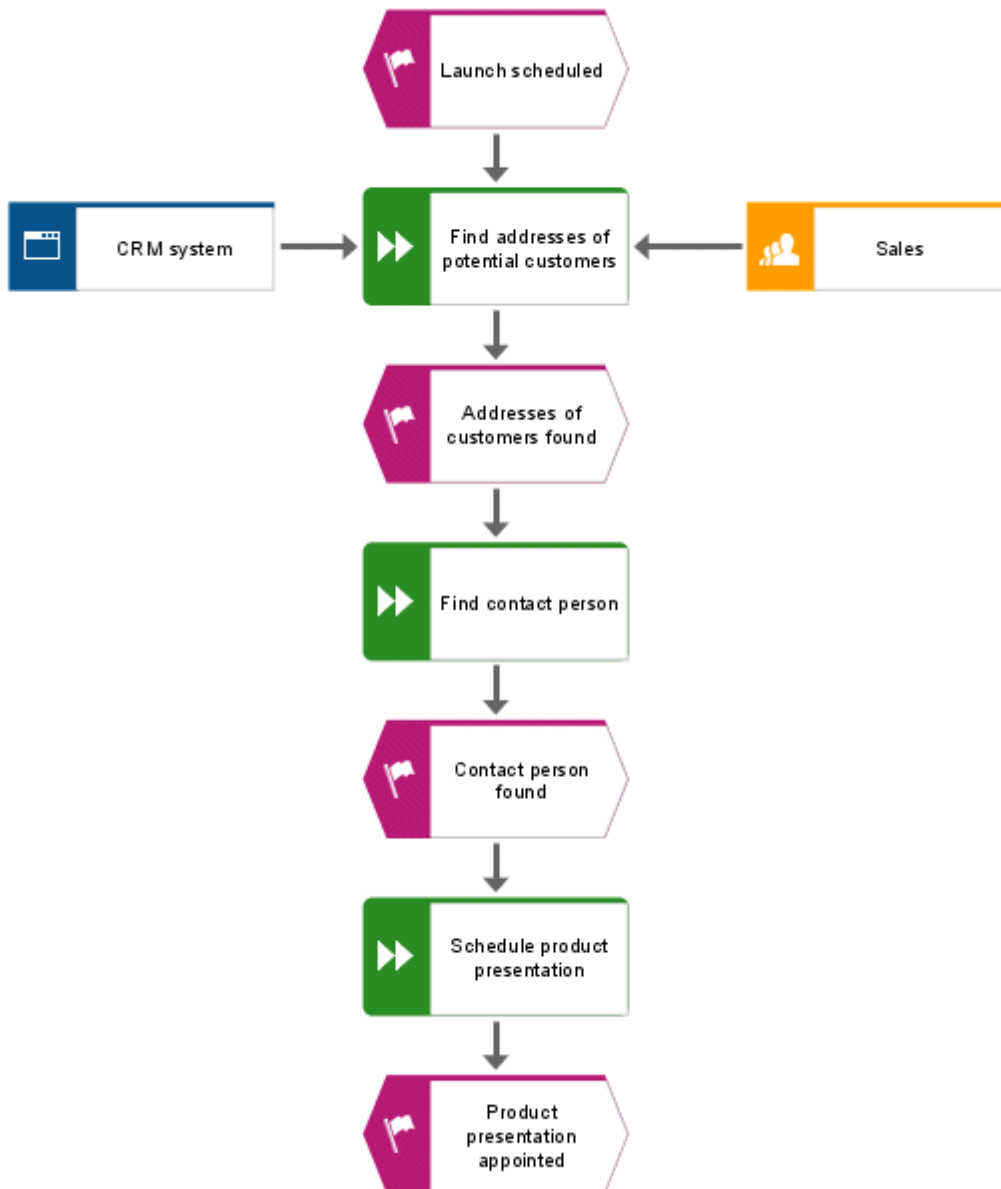 Launch scheduled
CRM system
Find addresses of
potential customers
Sales
Addresses of
customers found
Find contact person
Contact person
found
Schedule product
presentation
Product
presentation
appointed